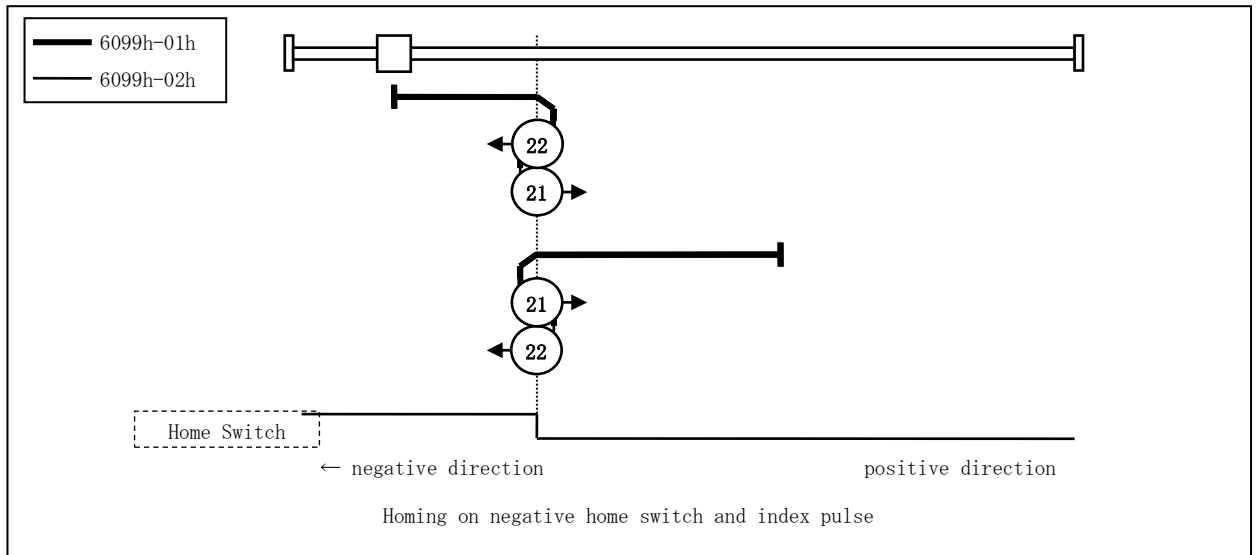 6099h-01h
6099h-02h
22
21
21
22
Home Switch
← negative direction
positive direction
Homing on negative home switch and index pulse